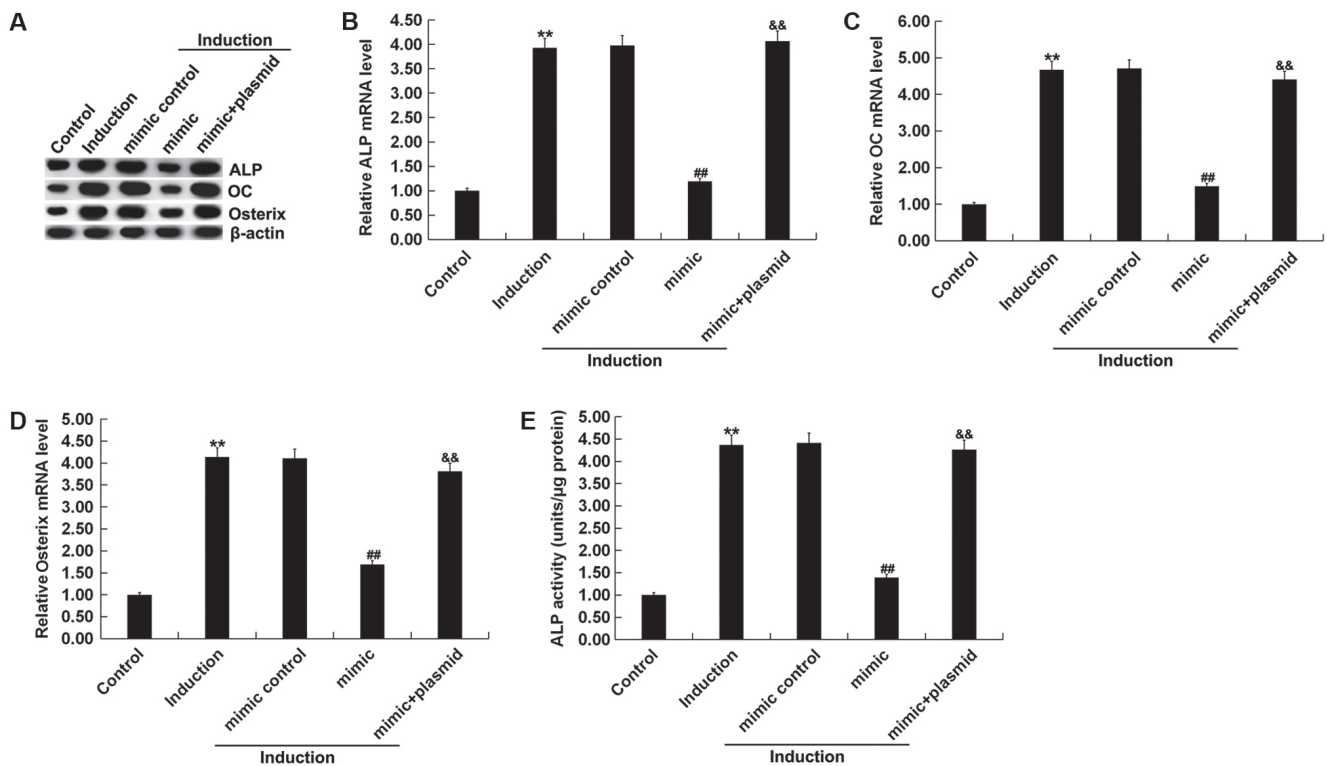 A
Induction
Control
Induction
mimic control
mimic
mimic+plasmid
ALP
OC
Osterix
β-actin
B
Relative ALP mRNA level
4.50
4.00
3.50
3.00
2.50
2.00
1.50
1.00
0.50
0.00
**
##
&&
Control
Induction
mimic control
mimic
mimic+plasmid
Induction
C
Relative OC mRNA level
6.00
5.00
4.00
3.00
2.00
1.00
0.00
**
##
&&
Control
Induction
mimic control
mimic
mimic+plasmid
Induction
D
Relative Osterix mRNA level
5.00
4.50
4.00
3.50
3.00
2.50
2.00
1.50
1.00
0.50
0.00
**
##
&&
Control
Induction
mimic control
mimic
mimic+plasmid
Induction
E
ALP activity (units/µg protein)
5.00
4.50
4.00
3.50
3.00
2.50
2.00
1.50
1.00
0.50
0.00
**
##
&&
Control
Induction
mimic control
mimic
mimic+plasmid
Induction